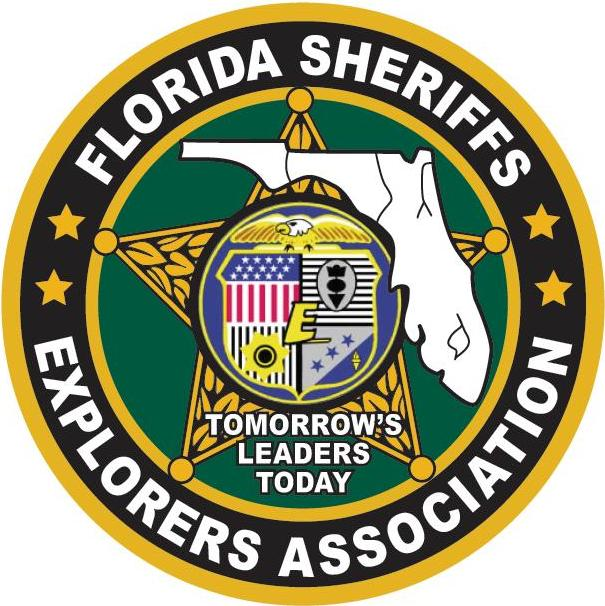 FLORIDA SHERIFFS
E
TOMORROW'S
LEADERS
TODAY
EXPLORERS ASSOCIATION